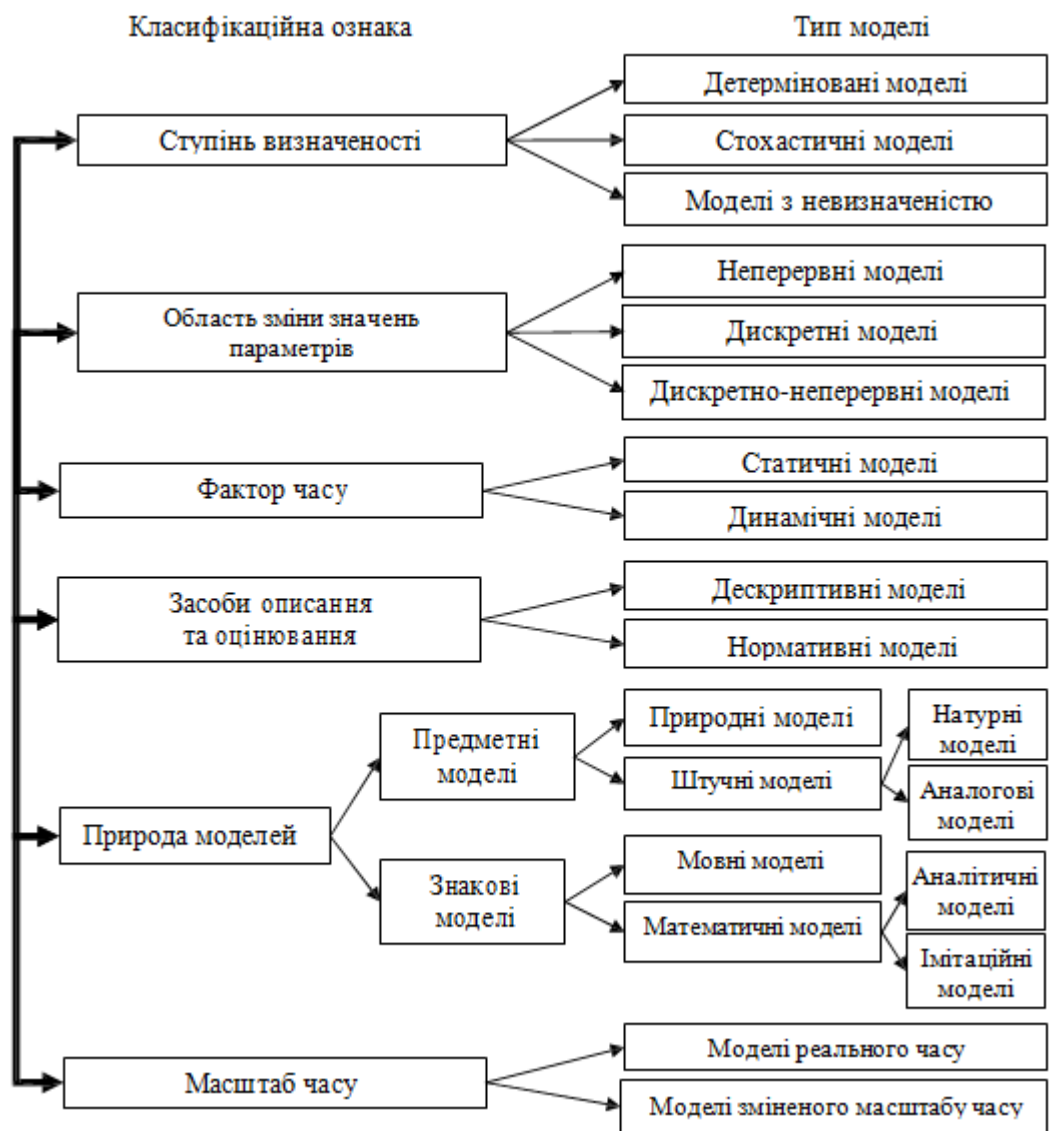 Класифікаційна ознака
Тип моделі
Ступінь визначеності
Детерміновані моделі
Стохастичні моделі
Моделі з невизначеністю
Область зміни значень
параметрів
Неперервні моделі
Дискретні моделі
Дискретно-неперервні моделі
Фактор часу
Статичні моделі
Динамічні моделі
Засоби описання
та оцінювання
Дескриптивні моделі
Нормативні моделі
Природа моделей
Предметні
моделі
Природні моделі
Штучні моделі
Натурні
моделі
Аналогові
моделі
Знакові
моделі
Мовні моделі
Математичні моделі
Аналітичні
моделі
Імітаційні
моделі
Масштаб часу
Моделі реального часу
Моделі зміненого масштабу часу